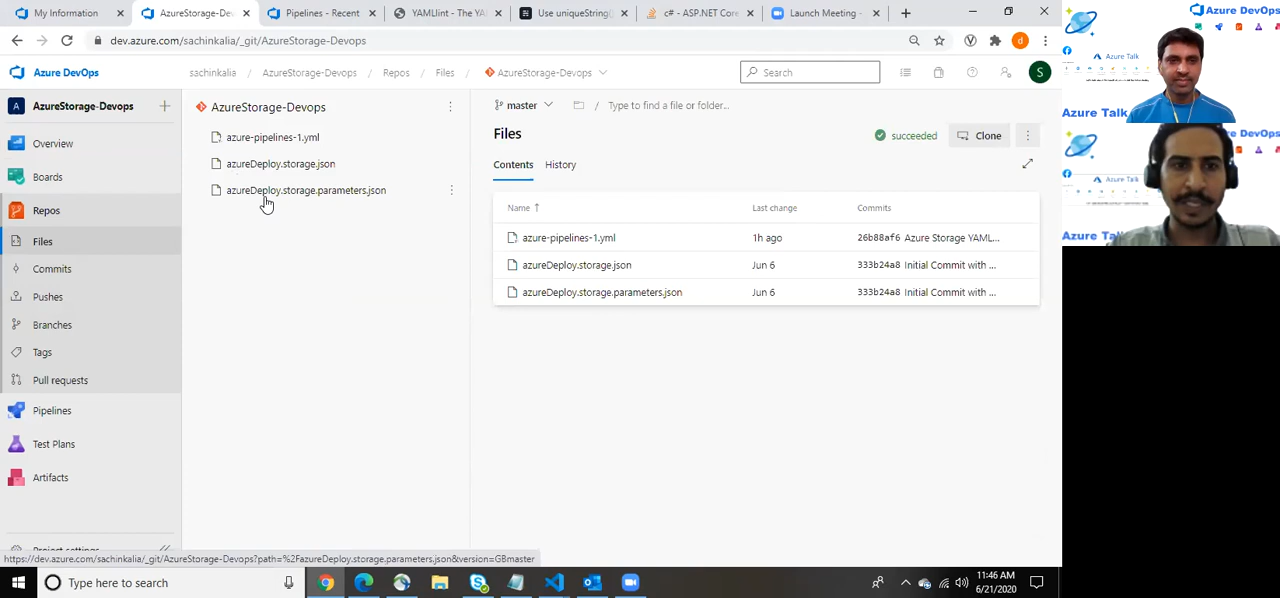 My Information
AzureStorage-Dev
Pipelines - Recent
YAMLlint - The YA
Use uniqueString(
c# - ASP.NET Core
Launch Meeting -
dev.azure.com/sachinkalia/_git/AzureStorage-Devops
Azure DevOps
sachinkalia / AzureStorage-Devops / Repos / Files / AzureStorage-Devops
Search
S
A AzureStorage-Devops
Overview
Boards
Repos
Files
Commits
Pushes
Branches
Tags
Pull requests
Pipelines
Test Plans
Artifacts
Project settings
AzureStorage-Devops
azure-pipelines-1.yml
azureDeploy.storage.json
azureDeploy.storage.parameters.json
master / Type to find a file or folder...
Files
succeeded
Clone
Contents History
Name Last change Commits
azure-pipelines-1.yml 1h ago 26b88af6 Azure Storage YAML...
azureDeploy.storage.json Jun 6 333b24a8 Initial Commit with ...
azureDeploy.storage.parameters.json Jun 6 333b24a8 Initial Commit with ...
https://dev.azure.com/sachinkalia/_git/AzureStorage-Devops?path=%2FazureDeploy.storage.parameters.json&version=GBmaster
Type here to search
11:46 AM
6/21/2020
Azure DevOps
Azure Talk
Azure Talk
eDevOps
Azure Talk
Azure Talk